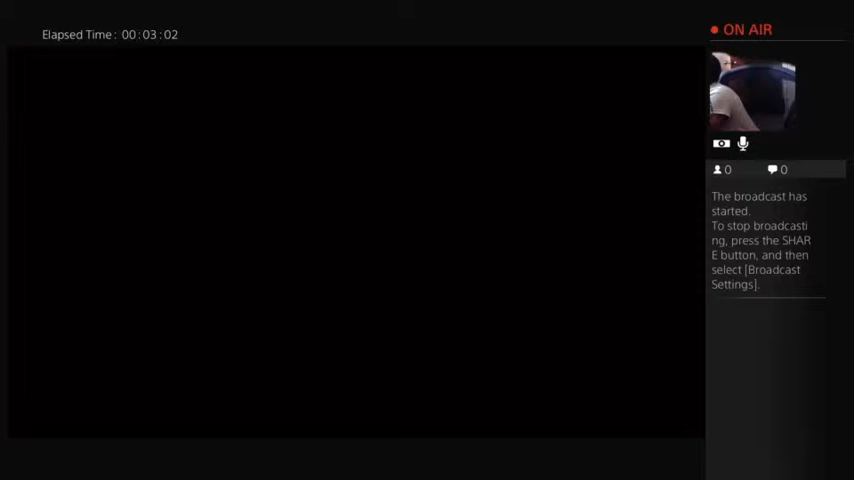 Elapsed Time: 00:03:02
ON AIR
0 0
The broadcast has
started.
To stop broadcasti
ng, press the SHAR
E button, and then
select [Broadcast
Settings].